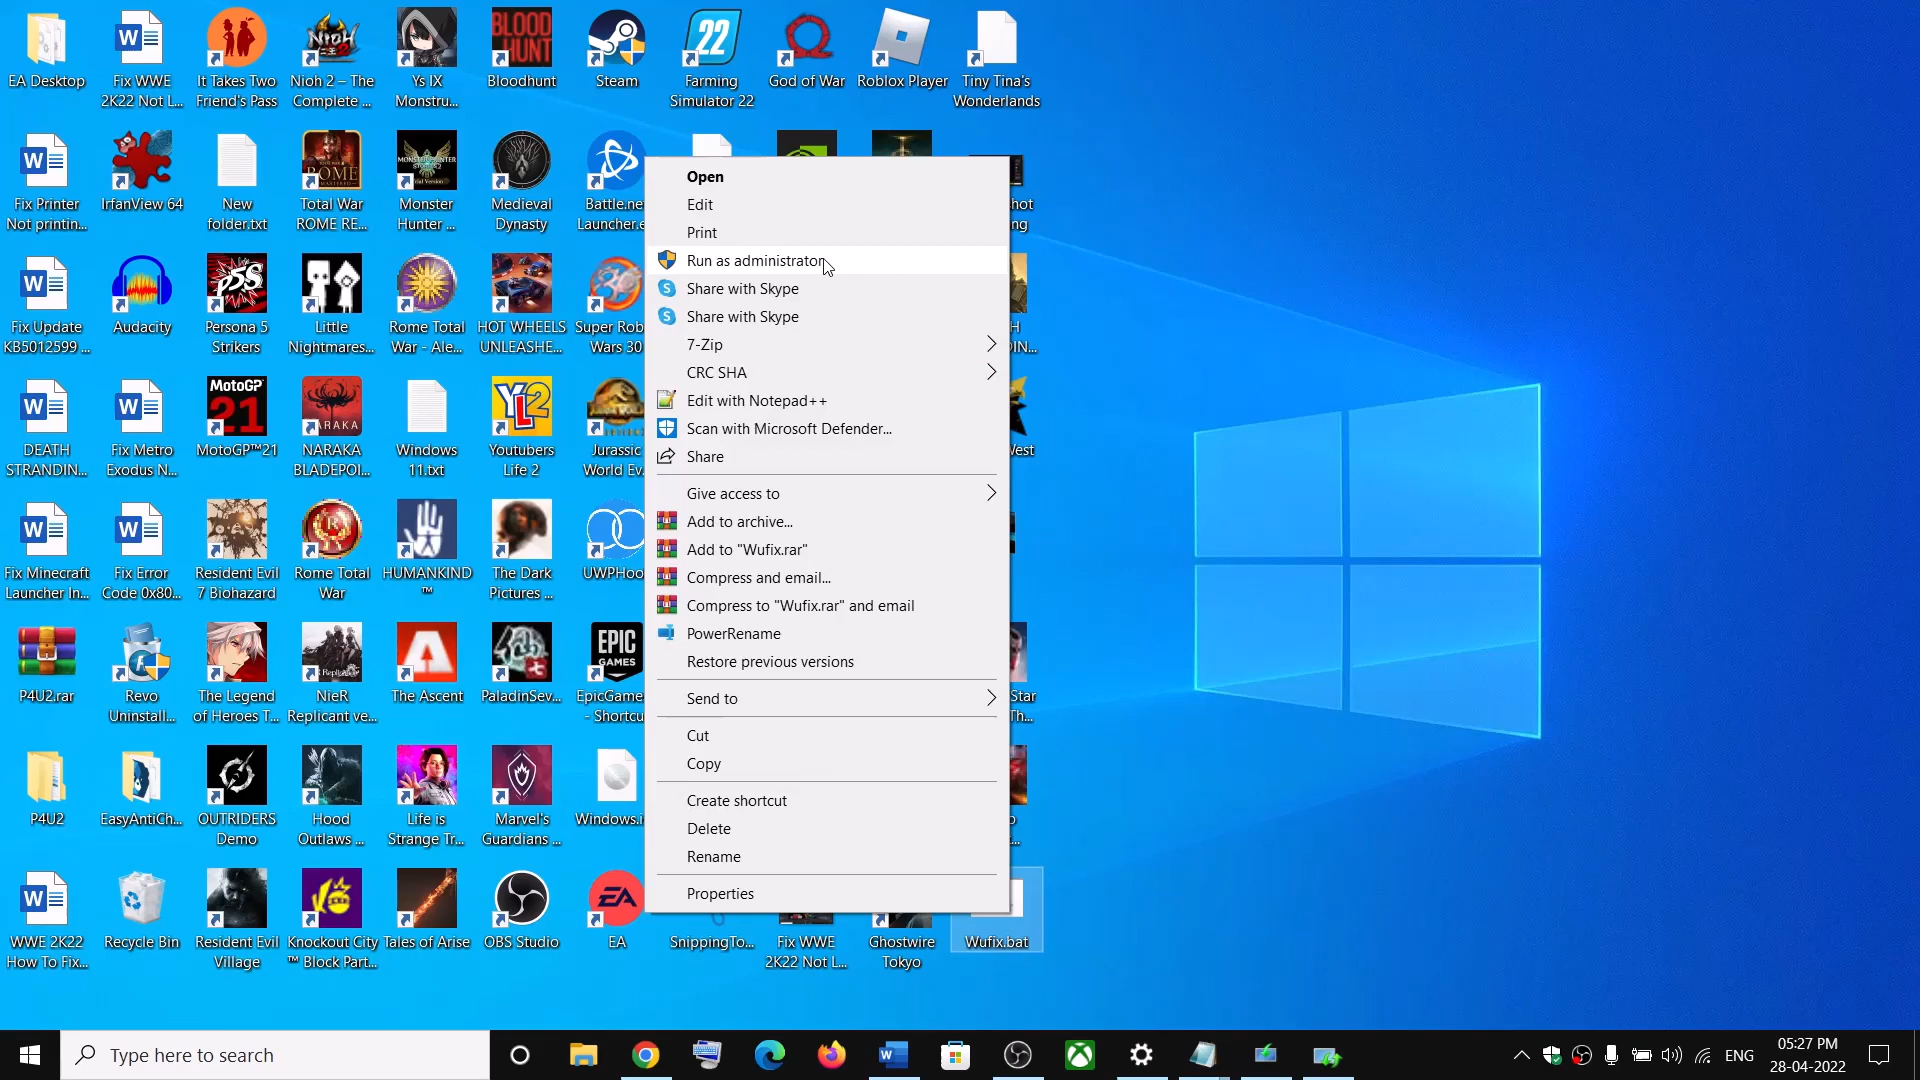 EA Desktop
Fix WWE
2K22 Not L...
It Takes Two
Friend's Pass
Nioh 2 – The
Complete ...
Ys IX
Monstru...
BLOOD
HUNT
Bloodhunt
Steam
22
Farming
Simulator 22
God of War
Roblox Player
Tiny Tina's
Wonderlands
Fix Printer
Not printin...
IrfanView 64
New
folder.txt
Total War
ROME RE...
Monster
Hunter ...
Medieval
Dynasty
Battle.ne
Launcher.e
Fix Update
KB5012599 ...
Audacity
Persona 5
Strikers
Little
Nightmares...
Rome Total
War - Ale...
HOT WHEELS
UNLEASHE...
Super Rob
Wars 30
DEATH
STRANDIN...
Fix Metro
Exodus N...
MotoGP
21
MotoGP™21
NARAKA
BLADEPOI...
Windows
11.txt
Youtubers
Life 2
Jurassic
World Ev.
Fix Minecraft
Launcher In...
Fix Error
Code 0x80...
Resident Evil
7 Biohazard
Rome Total
War
HUMANKIND
™
The Dark
Pictures ...
UWPHoo
P4U2.rar
Revo
Uninstall...
The Legend
of Heroes T...
NieR
Replicant ve...
The Ascent
PaladinSev...
EPIC
GAMES
EpicGame
- Shortcu
P4U2
EasyAntiCh...
OUTRIDERS
Demo
Hood
Outlaws ...
Life is
Strange Tr...
Marvel's
Guardians ...
Windows.i
WWE 2K22
How To Fix...
Recycle Bin
Resident Evil
Village
Knockout City
™ Block Part...
Tales of Arise
OBS Studio
EA
EA
SnippingTo...
Fix WWE
2K22 Not L...
Ghostwire
Tokyo
Wufix.bat
Open
Edit
Print
Run as administrator
Share with Skype
Share with Skype
7-Zip
CRC SHA
Edit with Notepad++
Scan with Microsoft Defender...
Share
Give access to
Add to archive...
Add to "Wufix.rar"
Compress and email...
Compress to "Wufix.rar" and email
PowerRename
Restore previous versions
Send to
Cut
Copy
Create shortcut
Delete
Rename
Properties
Type here to search
ENG
05:27 PM
28-04-2022